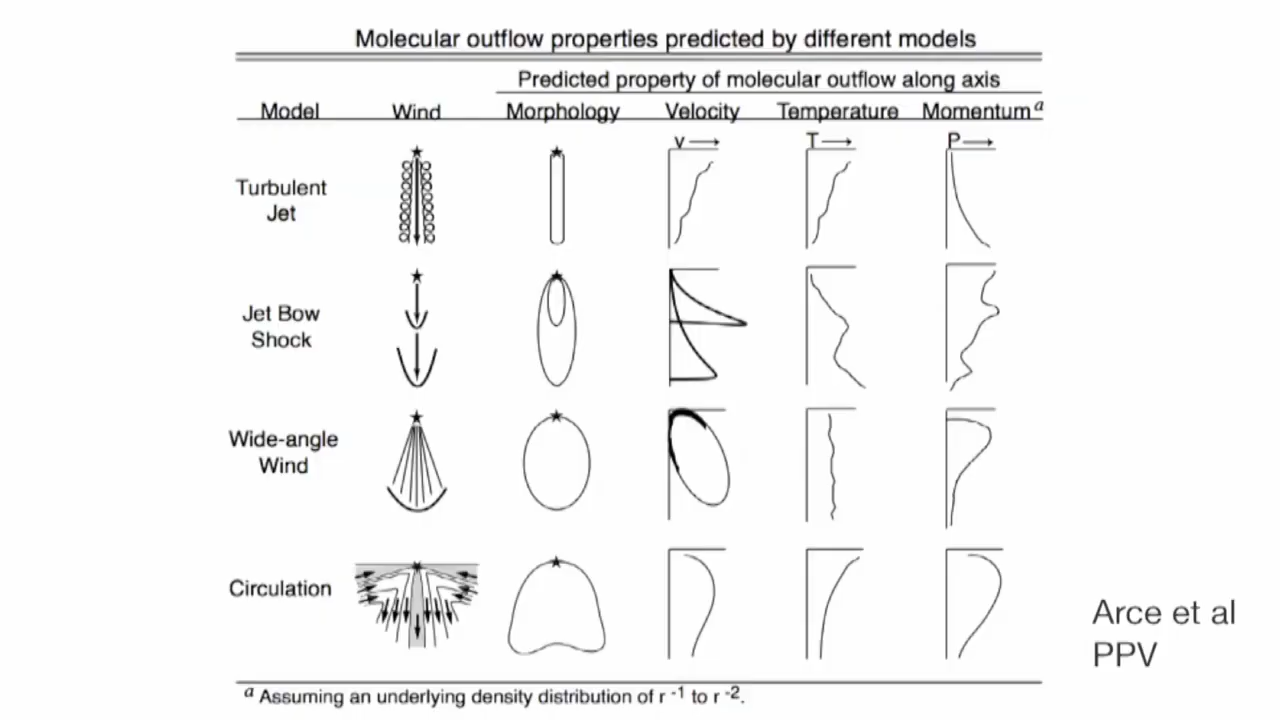 Molecular outflow properties predicted by different models
Predicted property of molecular outflow along axis
Model Wind Morphology Velocity Temperature Momentum a
v T P
Turbulent
Jet
Jet Bow
Shock
Wide-angle
Wind
Circulation
Arce et al
PPV
a Assuming an underlying density distribution of r -1 to r -2.